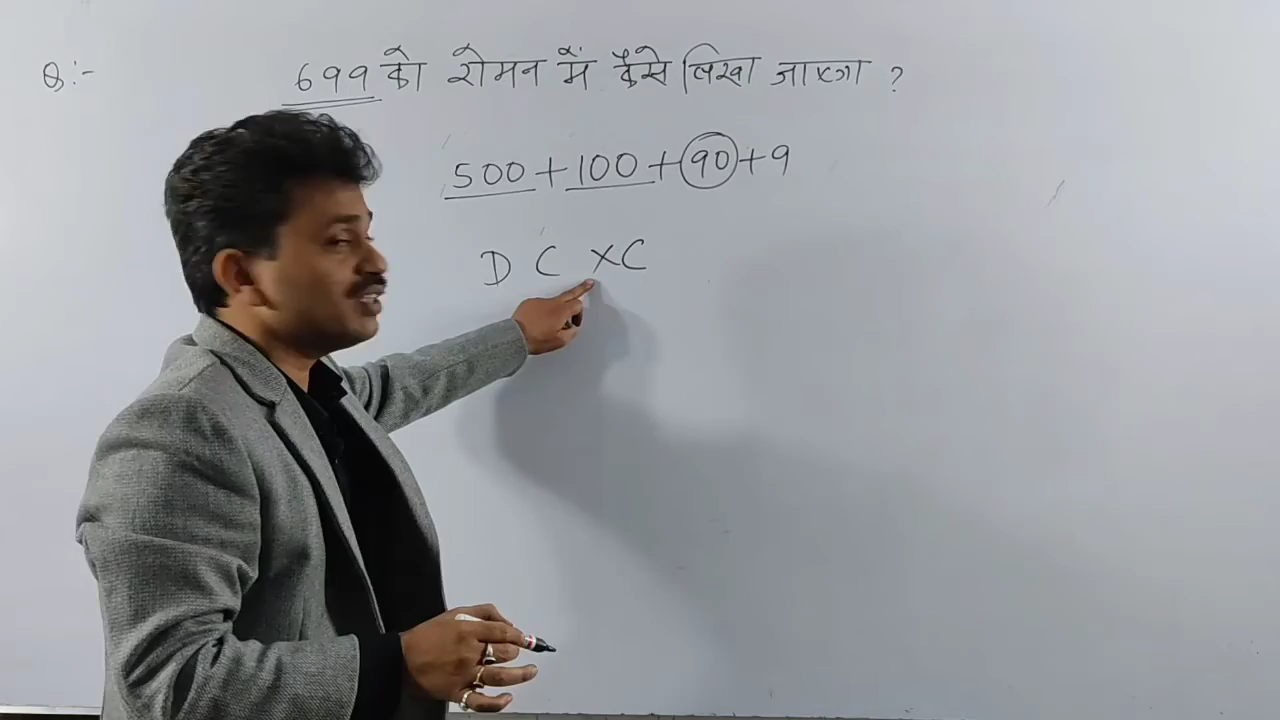 Q:- 699 को रोमन में कैसे लिखा जाएगा ?
500+100+90+9
D C XC